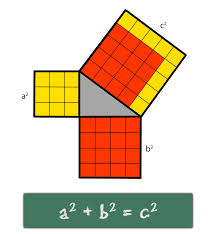 c²
a²
b²
a² + b² = c²